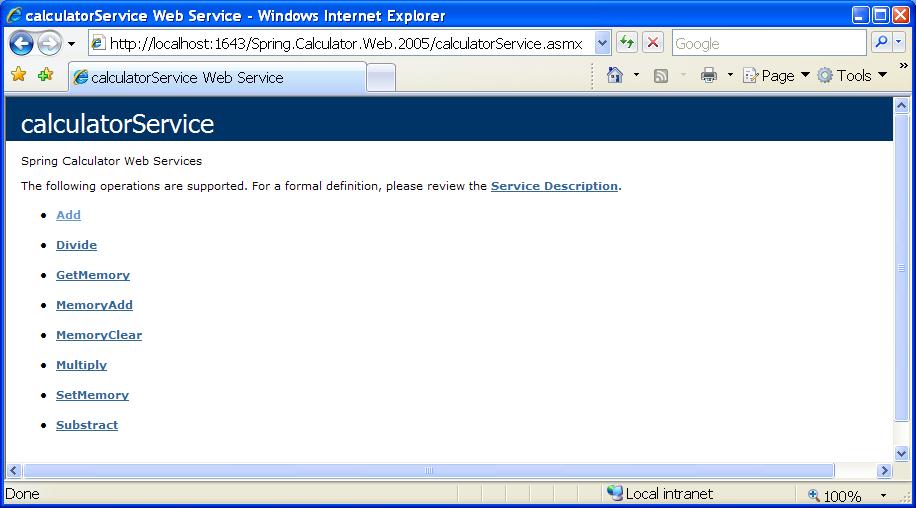 calculatorService Web Service - Windows Internet Explorer
http://localhost:1643/Spring.Calculator.Web.2005/calculatorService.asmx
Google
calculatorService Web Service
Page
Tools
»
calculatorService
Spring Calculator Web Services
The following operations are supported. For a formal definition, please review the Service Description.
• Add
• Divide
• GetMemory
• MemoryAdd
• MemoryClear
• Multiply
• SetMemory
• Substract
Done
Local intranet
100%